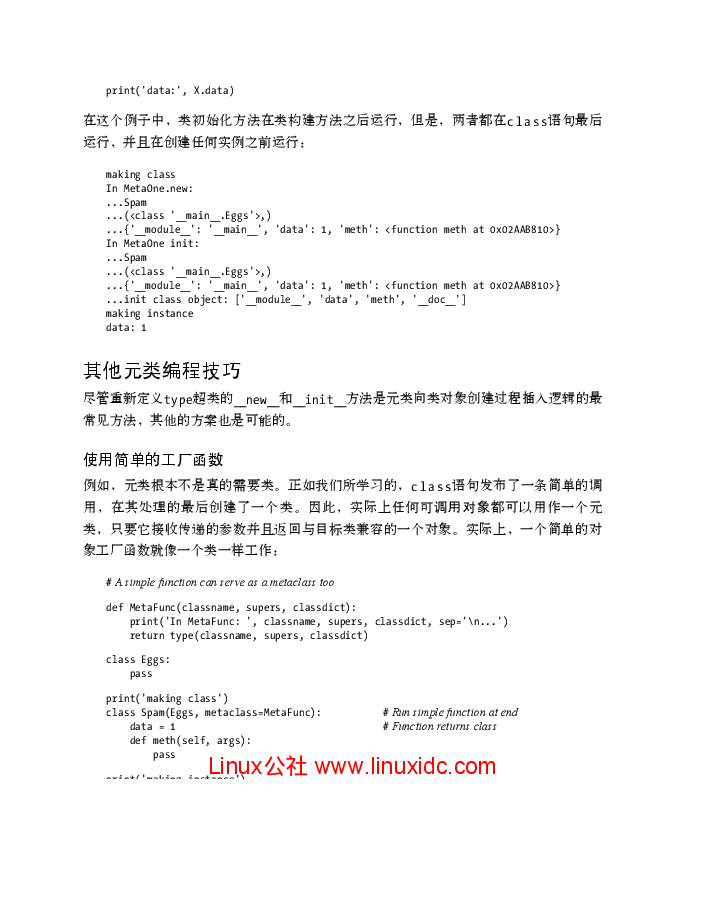 print('data:', X.data)
在这个例子中，类初始化方法在类构建方法之后运行，但是，两者都在class语句最后
运行，并且在创建任何实例之前运行：
making class
In MetaOne.new:
...Spam
...(<class '__main__.Eggs'>,)
...{'__module__': '__main__', 'data': 1, 'meth': <function meth at 0x02AAB810>}
In MetaOne init:
...Spam
...(<class '__main__.Eggs'>,)
...{'__module__': '__main__', 'data': 1, 'meth': <function meth at 0x02AAB810>}
...init class object: ['__module__', 'data', 'meth', '__doc__']
making instance
data: 1
其他元类编程技巧
尽管重新定义type超类的__new__和__init__方法是元类向类对象创建过程插入逻辑的最
常见方法，其他的方案也是可能的。
使用简单的工厂函数
例如，元类根本不是真的需要类。正如我们所学习的，class语句发布了一条简单的调
用，在其处理的最后创建了一个类。因此，实际上任何可调用对象都可以用作一个元
类，只要它接收传递的参数并且返回与目标类兼容的一个对象。实际上，一个简单的对
象工厂函数就像一个类一样工作：
# A simple function can serve as a metaclass too
def MetaFunc(classname, supers, classdict):
    print('In MetaFunc: ', classname, supers, classdict, sep='\n...')
    return type(classname, supers, classdict)
class Eggs:
    pass
print('making class')
class Spam(Eggs, metaclass=MetaFunc):          # Run simple function at end
    data = 1                                   # Function returns class
    def meth(self, args):
        pass
Linux公社 www.linuxidc.com
print('making instance')